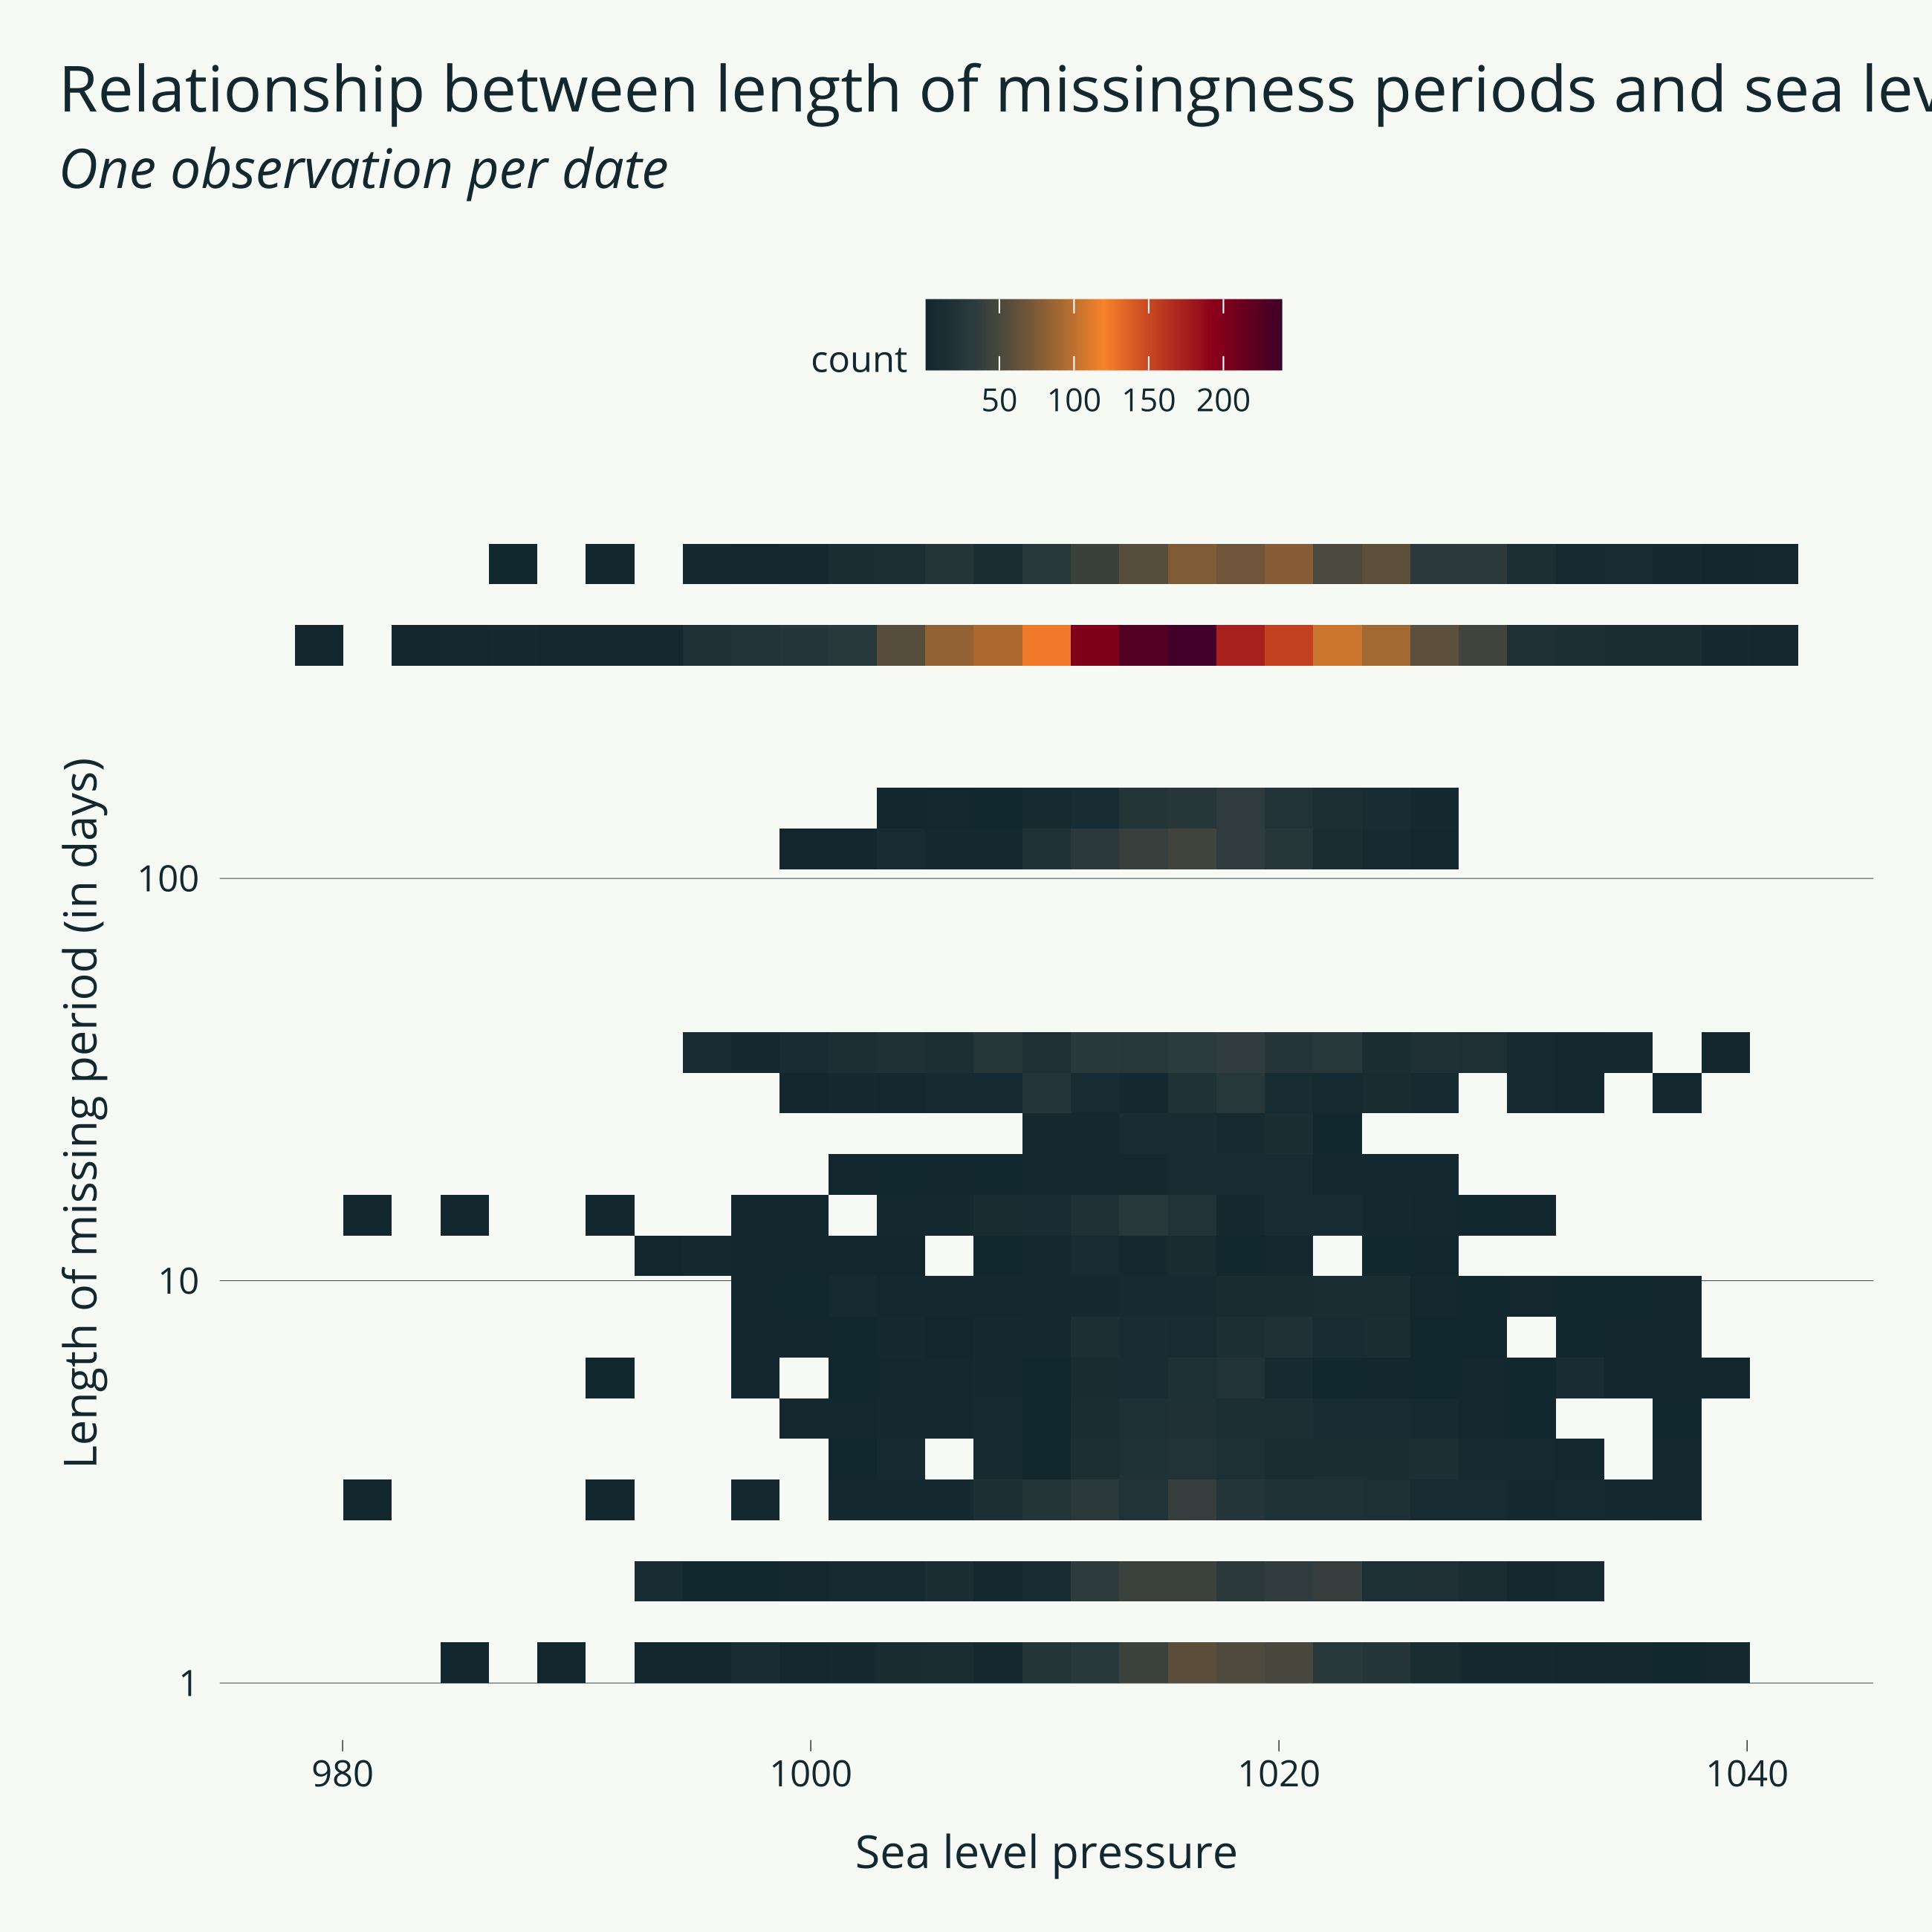 Relationship between length of missingness periods and sea lev
One observation per date
count
50 100 150 200
Length of missing period (in days)
100
10
1
980 1000 1020 1040
Sea level pressure